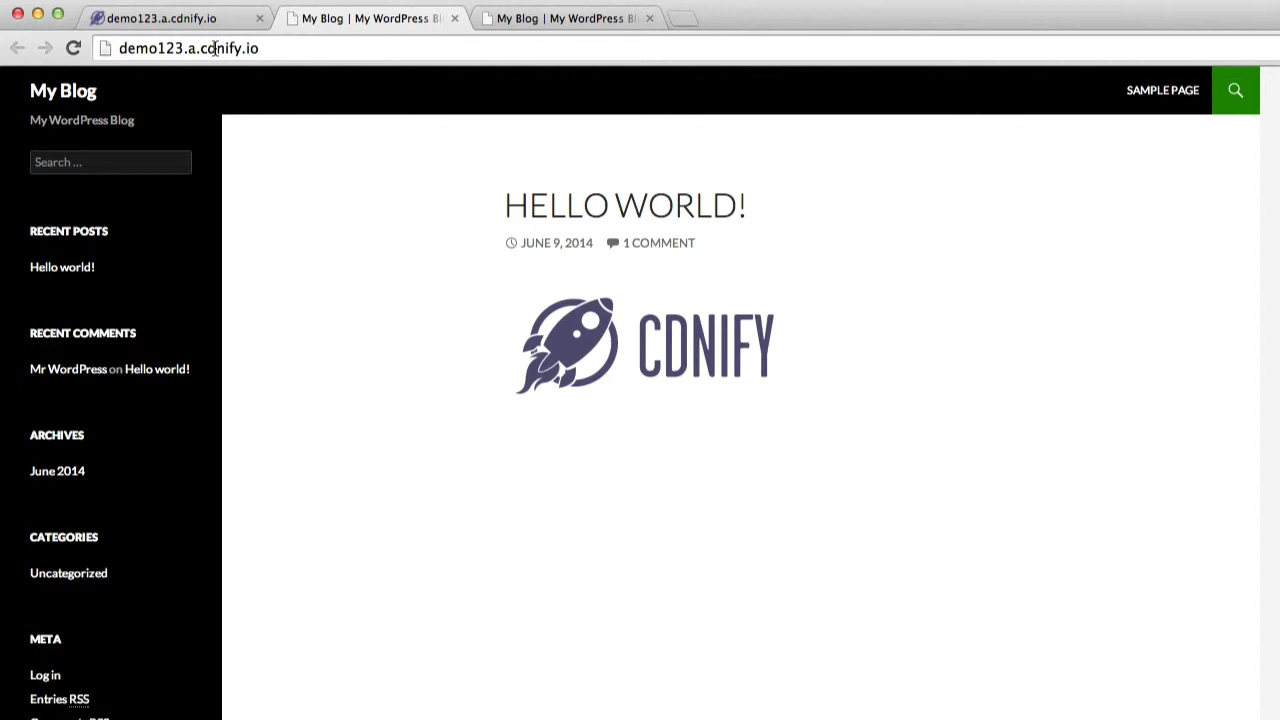 demo123.a.cdnify.io
My Blog | My WordPress Bl
My Blog | My WordPress Bl
demo123.a.cdnify.io
My Blog
SAMPLE PAGE
My WordPress Blog
Search ...
HELLO WORLD!
JUNE 9, 2014
1 COMMENT
RECENT POSTS
Hello world!
CDNIFY
RECENT COMMENTS
Mr WordPress on Hello world!
ARCHIVES
June 2014
CATEGORIES
Uncategorized
META
Log in
Entries RSS